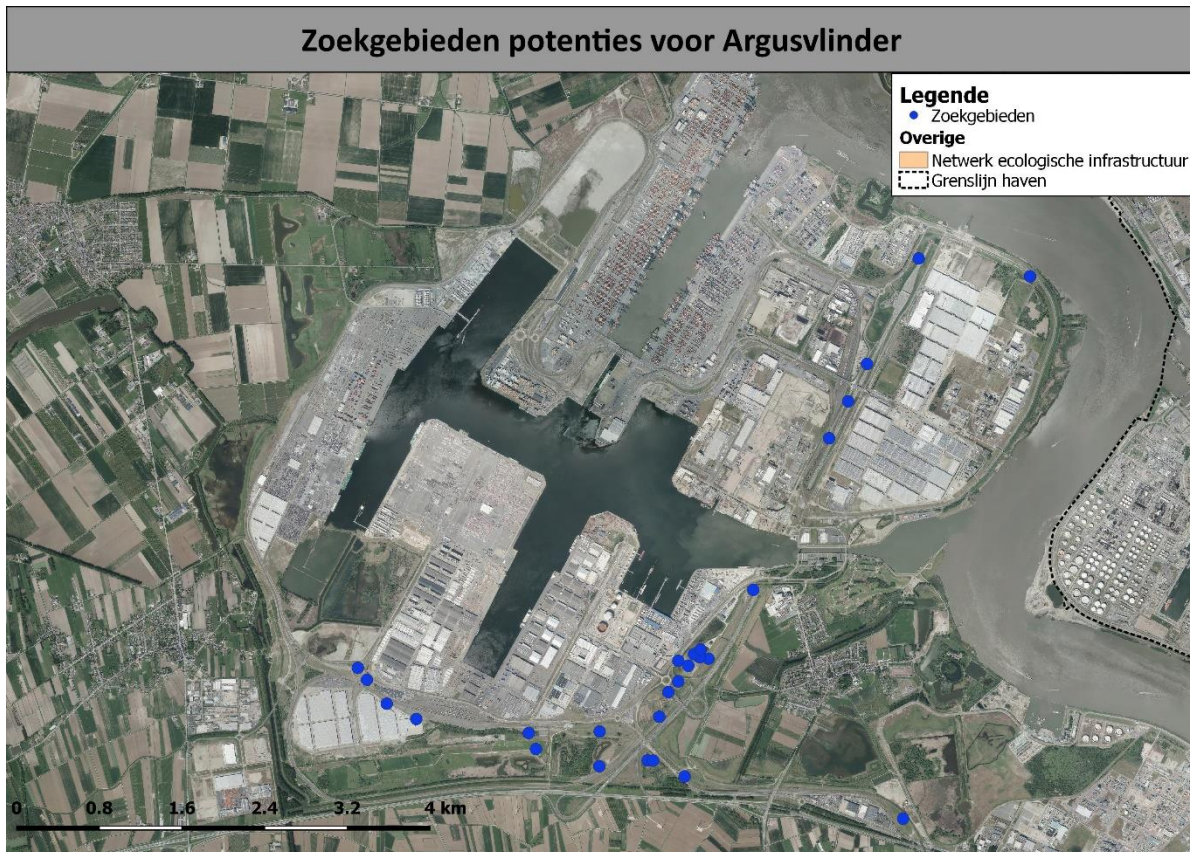 Zoekgebieden potenties voor Argusvlinder
Legende
Zoekgebieden
Overige
Netwerk ecologische infrastructuur
Grenslijn haven
0 0.8 1.6 2.4 3.2 4 km